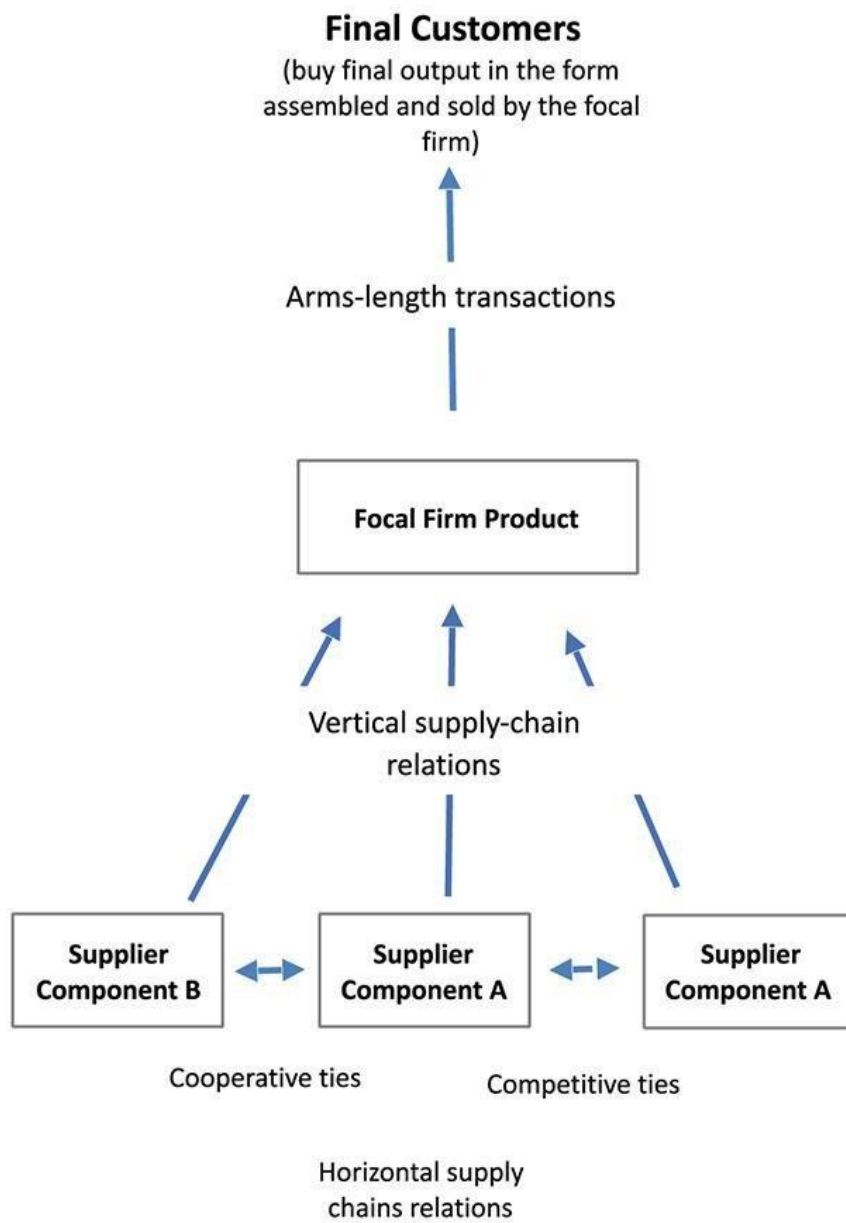 Final Customers
(buy final output in the form
assembled and sold by the focal
firm)
Arms-length transactions
Focal Firm Product
Vertical supply-chain
relations
Supplier
Component B
Supplier
Component A
Supplier
Component A
Cooperative ties
Competitive ties
Horizontal supply
chains relations